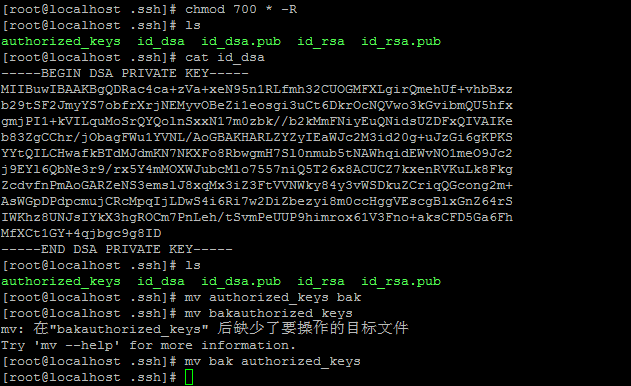 [root@localhost .ssh]# chmod 700 * -R
[root@localhost .ssh]# ls
authorized_keys id_dsa id_dsa.pub id_rsa id_rsa.pub
[root@localhost .ssh]# cat id_dsa
-----BEGIN DSA PRIVATE KEY-----
MIIBuwIBAAKBgQDRac4ca+zVa+xeN95n1RLfmh32CUOGMFXLgirQmehUf+vhbBxz
b29tSF2JmyYS7obfrXrjNEMyvOBeZi1eosgi3uCt6DkrOcNQVwo3kGvibmQU5hfx
gmjPI1+kVILquMoSrQYQolnSxxN17m0zbk//b2kMmFNiyEuQNidsUZDFxQIVAIKe
b83ZgCChr/jObagFWu1YVNL/AoGBAKHARLZYZyIEaWJc2M3id20g+uJzGi6gKPKS
YYtQILCHwafkBTdMJdmKN7NKXFo8RbwgmH7Sl0nmub5tNAWhqidEWvNO1meO9Jc2
j9EYl6QbNe3r9/rx5Y4mMOXWJubcMlo7557niQ5T26x8ACUCZ7kxenRVKuLk8Fkg
ZcdvfnPmAoGARZeNS3emslJ8xqMx3iZ3FtVVNWky84y3vWSDkuZCriqQGcong2m+
AsWGpDPdpcmujCRcMpqIjLDwS4i6Ri7w2DiZbezyi8m0ccHggVEscgBlxGnZ64rS
IWKhz8UNJsIYkX3hgROCm7PnLeh/tSvmPeUUP9himrox61V3Fno+aksCFD5Ga6Fh
MfXCt1GY+4qjbgc9g8ID
-----END DSA PRIVATE KEY-----
[root@localhost .ssh]# ls
authorized_keys id_dsa id_dsa.pub id_rsa id_rsa.pub
[root@localhost .ssh]# mv authorized_keys bak
[root@localhost .ssh]# mv bakauthorized_keys
mv: 在"bakauthorized_keys" 后缺少了要操作的目标文件
Try 'mv --help' for more information.
[root@localhost .ssh]# mv bak authorized_keys
[root@localhost .ssh]#